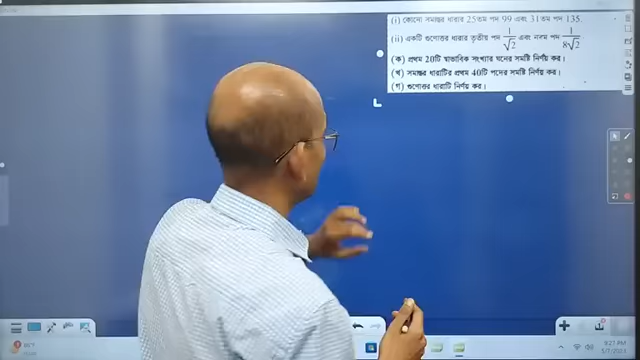 (i) কোনো সমান্তর ধারার 25তম পদ 99 এবং 31তম পদ 135.
(ii) একটি গুণোত্তর ধারার তৃতীয় পদ 1/√2 এবং নবম পদ 1/8√2
(ক) প্রথম 20টি স্বাভাবিক সংখ্যার ঘনের সমষ্টি নির্ণয় কর।
(খ) সমান্তর ধারাটির প্রথম 40টি পদের সমষ্টি নির্ণয় কর।
(গ) গুণোত্তর ধারাটি নির্ণয় কর।